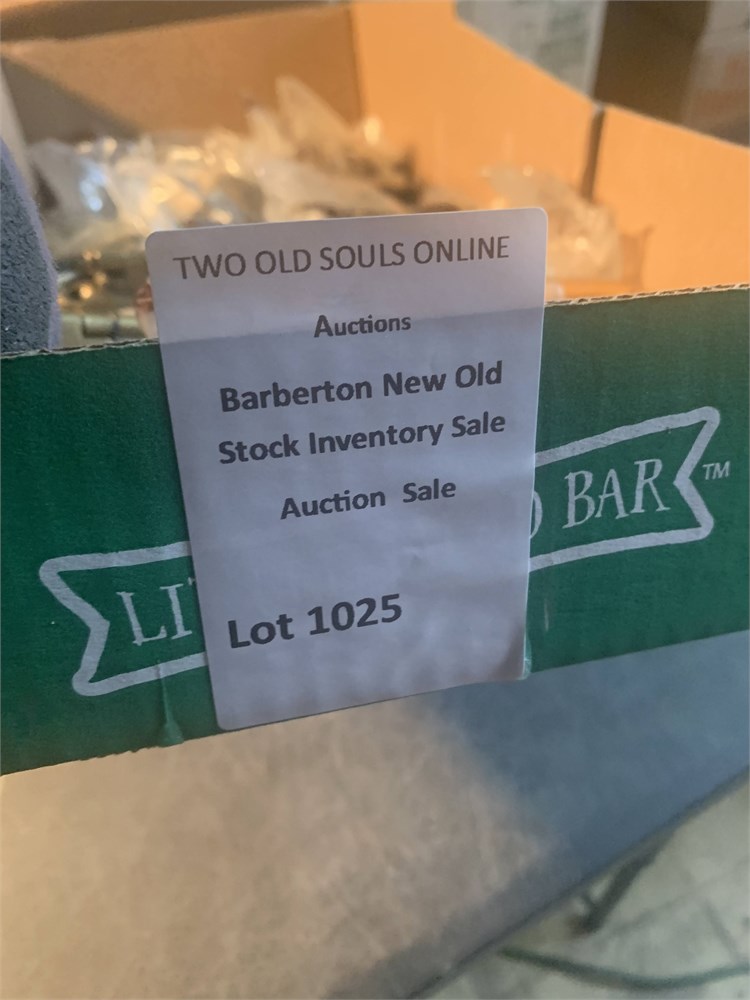 TWO OLD SOULS ONLINE
Auctions
Barberton New Old
Stock Inventory Sale
Auction Sale
Lot 1025
BAR™